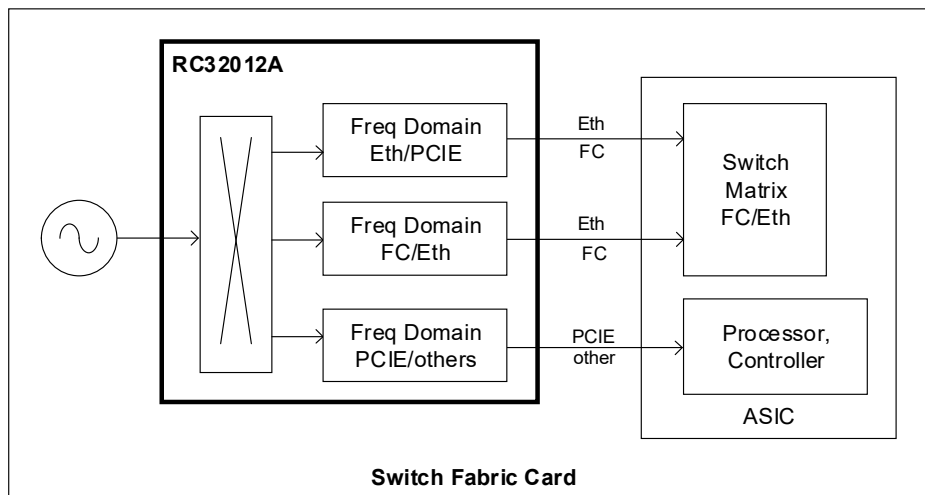 RC32012A
Freq Domain
Eth/PCIE
Eth
FC
Freq Domain
FC/Eth
Eth
FC
Freq Domain
PCIE/others
PCIE
other
Switch
Matrix
FC/Eth
Processor,
Controller
ASIC
Switch Fabric Card